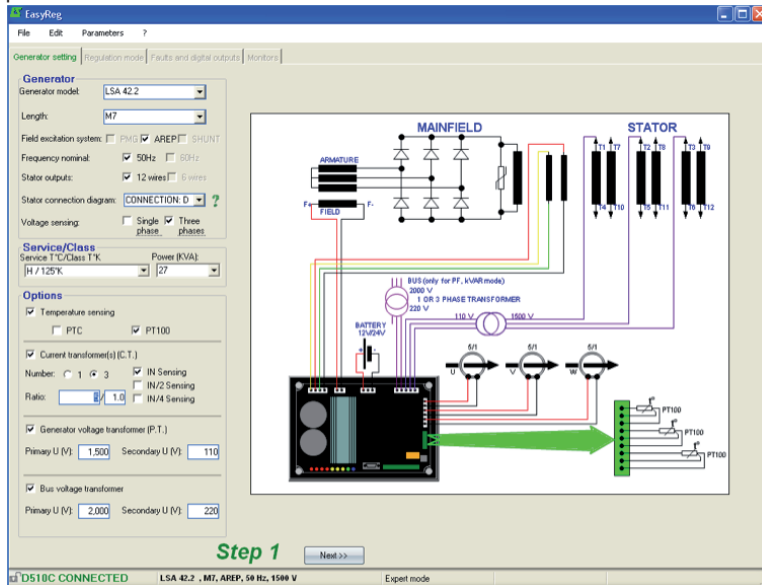 EasyReg
File Edit Parameters ?
Generator setting Regulation mode Faults and digital outputs Monitors
Generator
Generator model: LSA 42.2
Length: M7
Field excitation system: PMG AREP SHUNT
Frequency nominal: 50Hz 60Hz
Stator outputs: 12 wires 6 wires
Stator connection diagram: CONNECTION: D ?
Voltage sensing: Single phase Three phases
Service/Class
Service T°C/Class T°K Power (KVA):
H / 125°K 27
Options
Temperature sensing
PTC PT100
Current transformer(s) (C.T.)
Number: 1 3 IN Sensing
IN/2 Sensing
Ratio: / 1.0 IN/4 Sensing
Generator voltage transformer (P.T.)
Primary U (V): 1,500 Secondary U (V): 110
Bus voltage transformer
Primary U (V): 2,000 Secondary U (V): 220
MAINFIELD STATOR
T1 T7 T2 T8 T3 T9
ARMATURE
F+ F-
FIELD
T4 T10 T5 T11 T6 T12
BUS (only for PF, kVAR mode)
2000 V
1 OR 3 PHASE TRANSFORMER
220 V
110 V 1500 V
BATTERY
12V/24V
+ -
5/1 5/1 5/1
U V W
t° PT100
t° PT100
t° PT100
Step 1 Next >>
D510C CONNECTED LSA 42.2 , M7, AREP, 50 Hz, 1500 V Expert mode